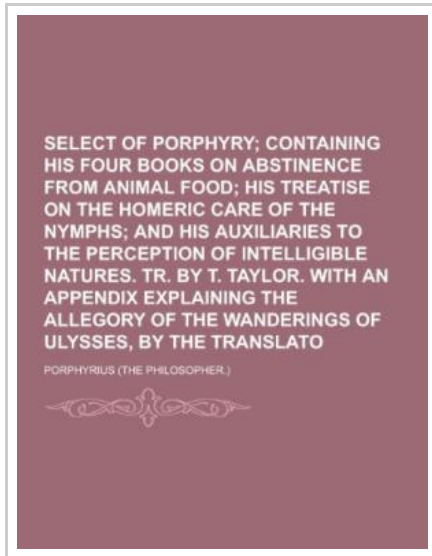 SELECT OF PORPHYRY; CONTAINING
HIS FOUR BOOKS ON ABSTINENCE
FROM ANIMAL FOOD; HIS TREATISE
ON THE HOMERIC CARE OF THE
NYMPHS; AND HIS AUXILIARIES TO
THE PERCEPTION OF INTELLIGIBLE
NATURES. TR. BY T. TAYLOR. WITH AN
APPENDIX EXPLAINING THE
ALLEGORY OF THE WANDERINGS OF
ULYSSES, BY THE TRANSLATO
PORPHYRIUS (THE PHILOSOPHER.)